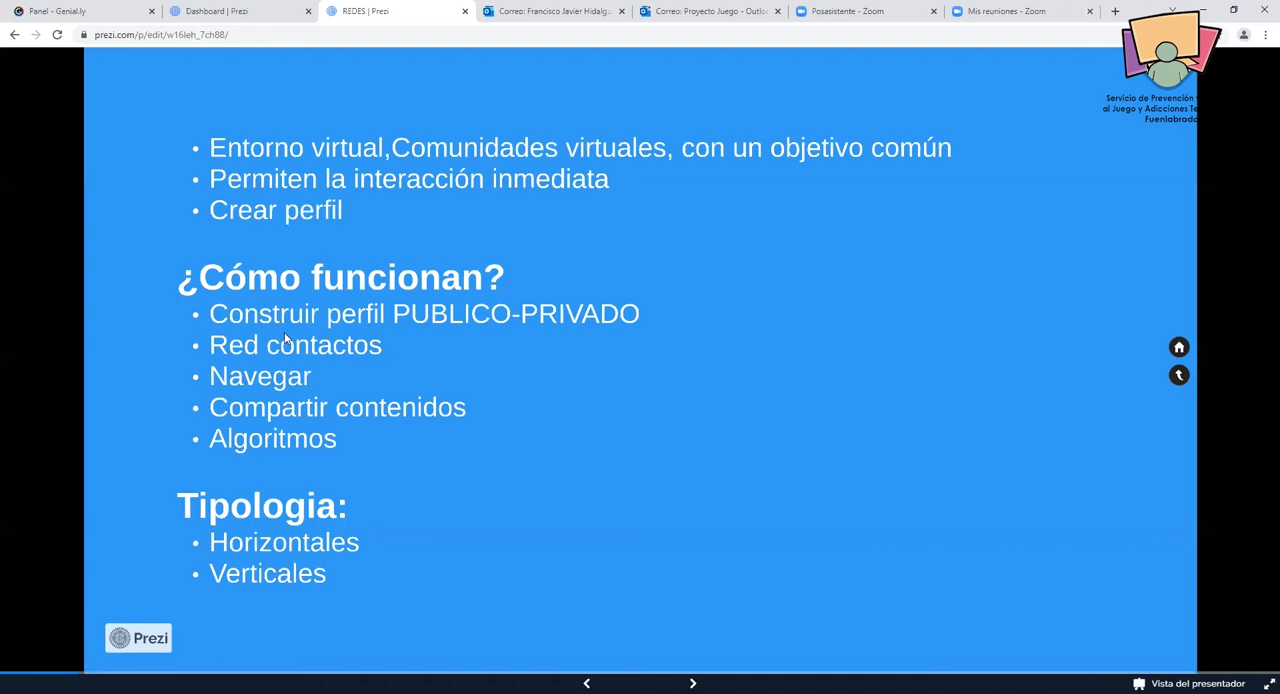 Panel - Genial.ly
Dashboard | Prezi
REDES | Prezi
Correo: Francisco Javier Hidalg
Correo: Proyecto Juego - Outlo
Posasistente - Zoom
Mis reuniones - Zoom
prezi.com/p/edit/w16leh_7ch88/
Servicio de Prevención
al Juego y Adicciones Te
Fuenlabrada
• Entorno virtual,Comunidades virtuales, con un objetivo común
• Permiten la interacción inmediata
• Crear perfil
¿Cómo funcionan?
• Construir perfil PUBLICO-PRIVADO
• Red contactos
• Navegar
• Compartir contenidos
• Algoritmos
Tipologia:
• Horizontales
• Verticales
Prezi
Vista del presentador